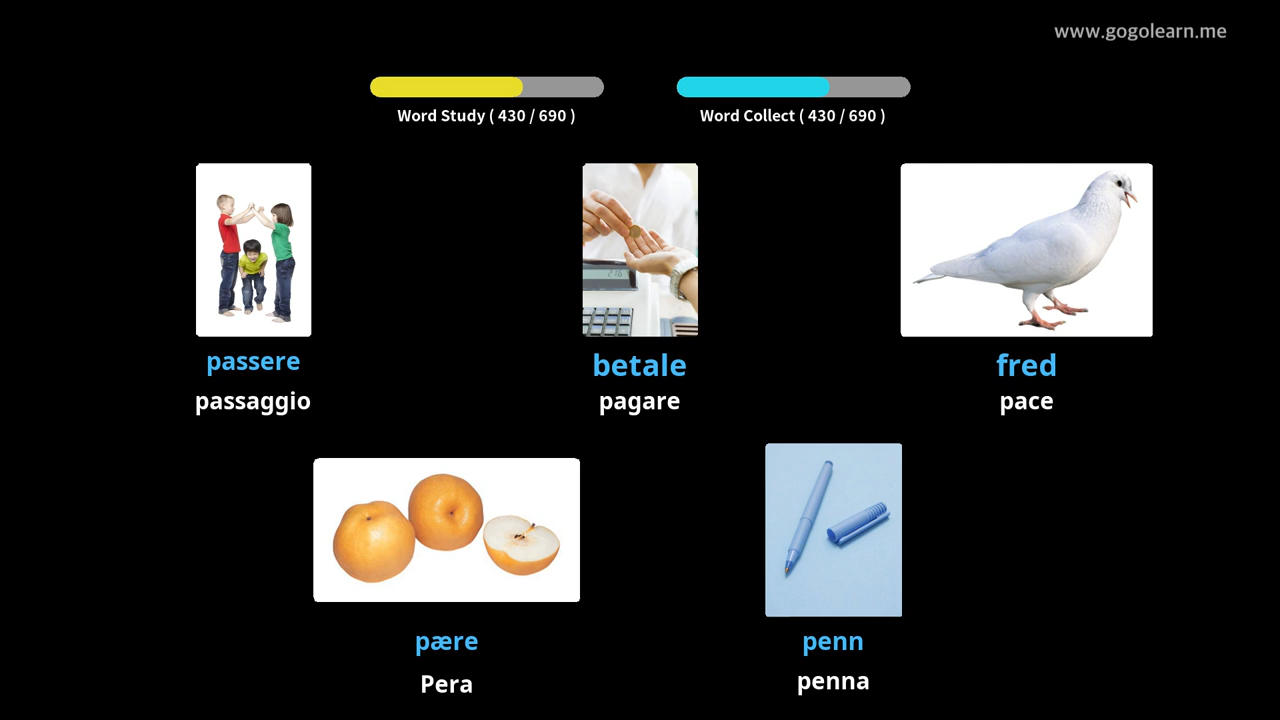 www.gogolearn.me
Word Study ( 430 / 690 )
Word Collect ( 430 / 690 )
passere
passaggio
betale
pagare
fred
pace
pære
Pera
penn
penna